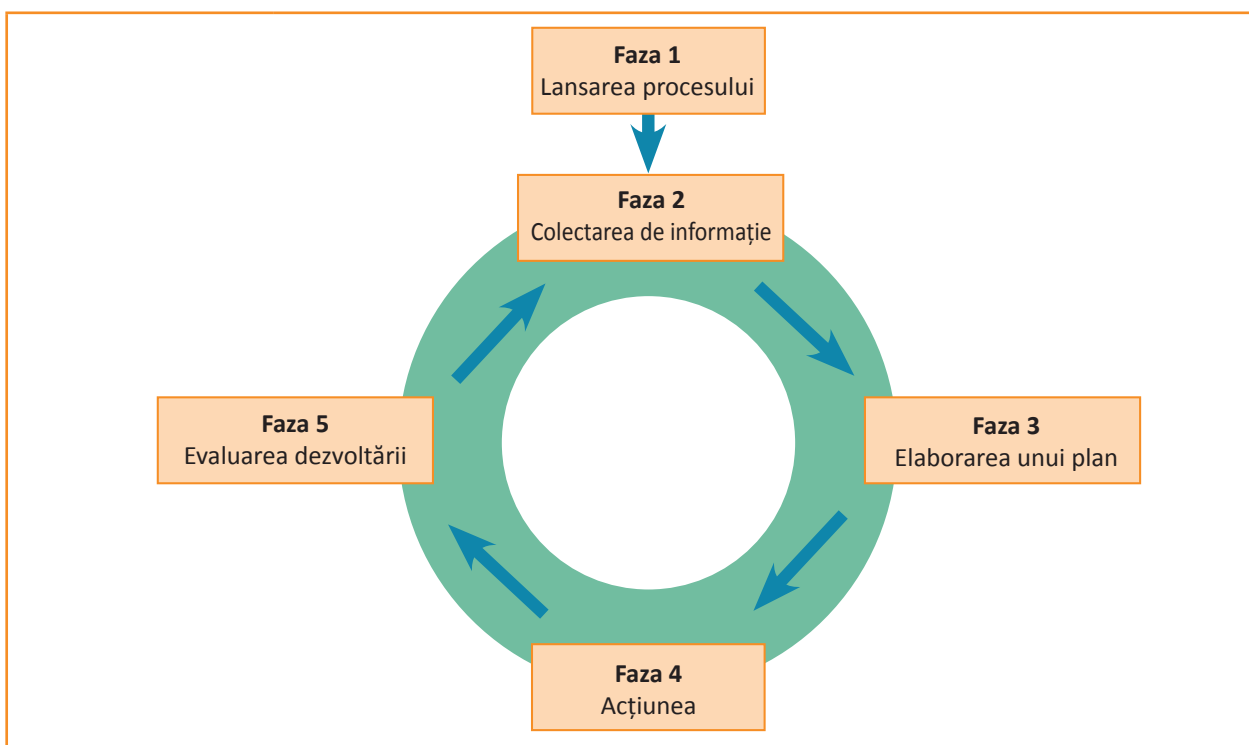 Faza 1
Lansarea procesului
Faza 2
Colectarea de informație
Faza 3
Elaborarea unui plan
Faza 4
Acțiunea
Faza 5
Evaluarea dezvoltării